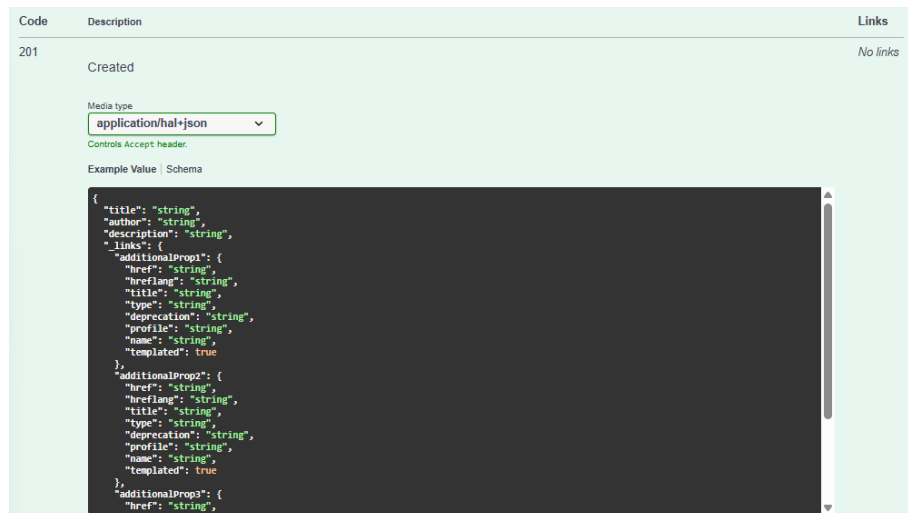 Code Description Links
201 No links
Created
Media type
application/hal+json
Controls Accept header.
Example Value Schema
{
  "title": "string",
  "author": "string",
  "description": "string",
  "_links": {
    "additionalProp1": {
      "href": "string",
      "hreflang": "string",
      "title": "string",
      "type": "string",
      "deprecation": "string",
      "profile": "string",
      "name": "string",
      "templated": true
    },
    "additionalProp2": {
      "href": "string",
      "hreflang": "string",
      "title": "string",
      "type": "string",
      "deprecation": "string",
      "profile": "string",
      "name": "string",
      "templated": true
    },
    "additionalProp3": {
      "href": "string",